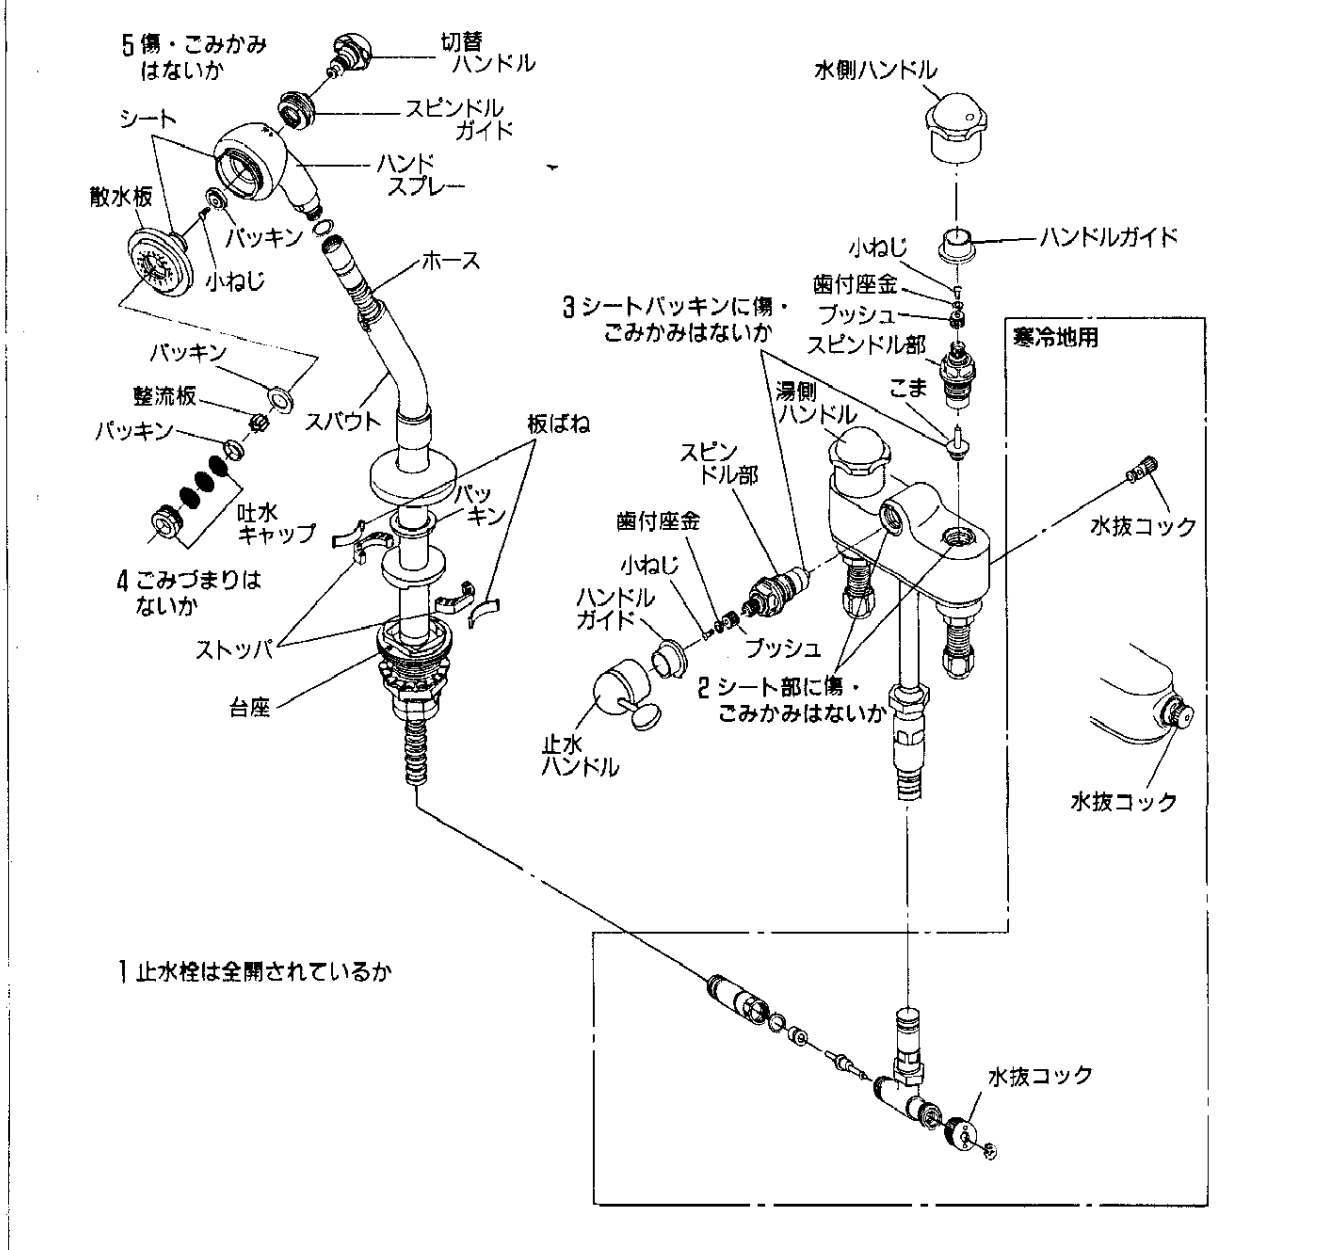 5 傷・ごみかみ
はないか
切替
ハンドル
スピンドル
ガイド
シート
ハンド
スプレー
散水板
パッキン
小ねじ
ホース
パッキン
整流板
パッキン
スパウト
板ばね
パッ
キン
吐水
キャップ
4 ごみづまりは
ないか
ストッパ
台座
水側ハンドル
ハンドルガイド
小ねじ
歯付座金
ブッシュ
スピンドル部
こま
3 シートパッキンに傷・
ごみかみはないか
寒冷地用
湯側
ハンドル
スピン
ドル部
歯付座金
小ねじ
ハンドル
ガイド
ブッシュ
水抜コック
2 シート部に傷・
ごみかみはないか
止水
ハンドル
水抜コック
1 止水栓は全開されているか
水抜コック